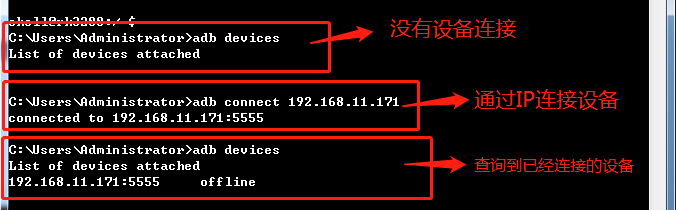 shell@rk3288:/ $
C:\Users\Administrator>adb devices
List of devices attached
没有设备连接
C:\Users\Administrator>adb connect 192.168.11.171
connected to 192.168.11.171:5555
通过IP连接设备
C:\Users\Administrator>adb devices
List of devices attached
192.168.11.171:5555     offline
查询到已经连接的设备